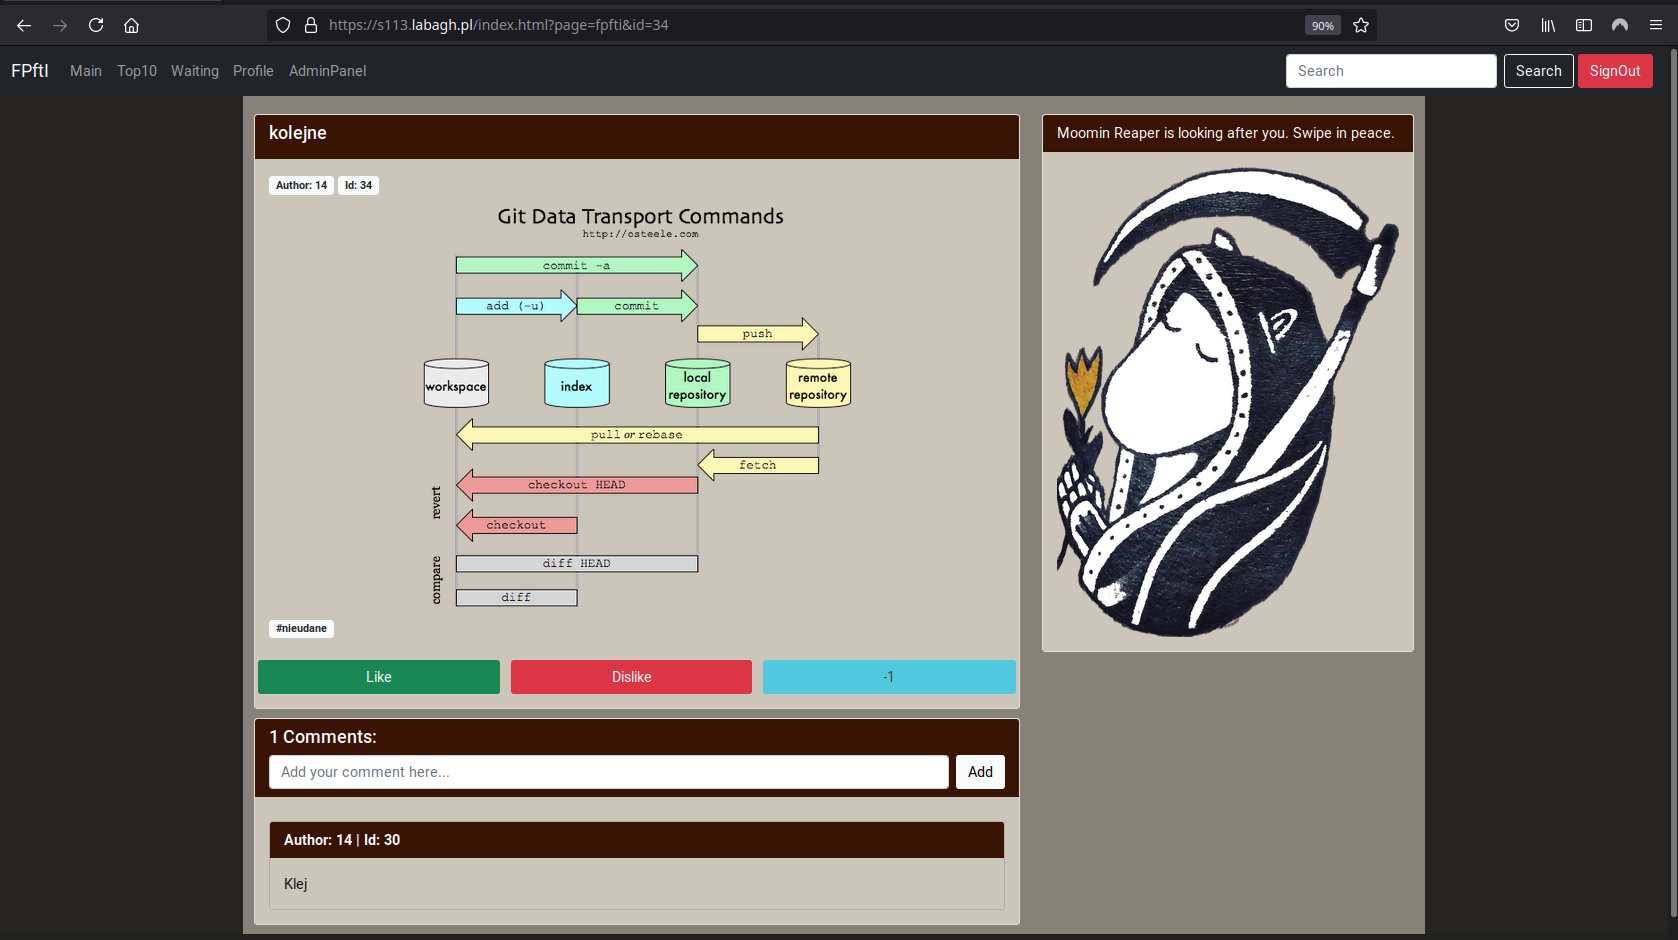 https://s113.labagh.pl/index.html?page=fpfti&id=34
90%
FPftI Main Top10 Waiting Profile AdminPanel Search Search SignOut
kolejne
Author: 14 Id: 34
Git Data Transport Commands
http://osteele.com
commit -a
add (-u) commit
push
workspace index local repository remote repository
pull or rebase
fetch
checkout HEAD
revert
checkout
diff HEAD
compare
diff
#nieudane
Like Dislike -1
1 Comments:
Add your comment here... Add
Author: 14 | Id: 30
Klej
Moomin Reaper is looking after you. Swipe in peace.